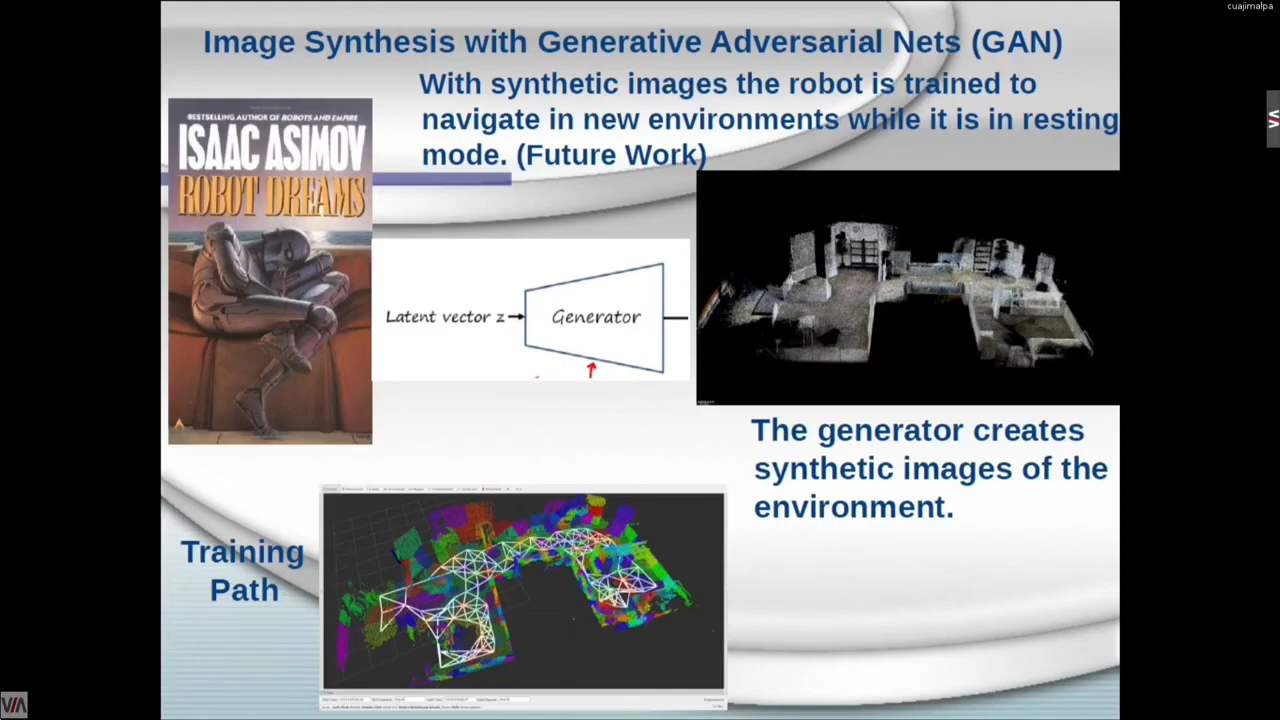 cuajimalpa
Image Synthesis with Generative Adversarial Nets (GAN)
With synthetic images the robot is trained to
navigate in new environments while it is in resting
mode. (Future Work)
BESTSELLING AUTHOR OF ROBOTS AND EMPIRE
ISAAC ASIMOV
ROBOT DREAMS
Latent vector z
Generator
The generator creates
synthetic images of the
environment.
Training
Path
VIA